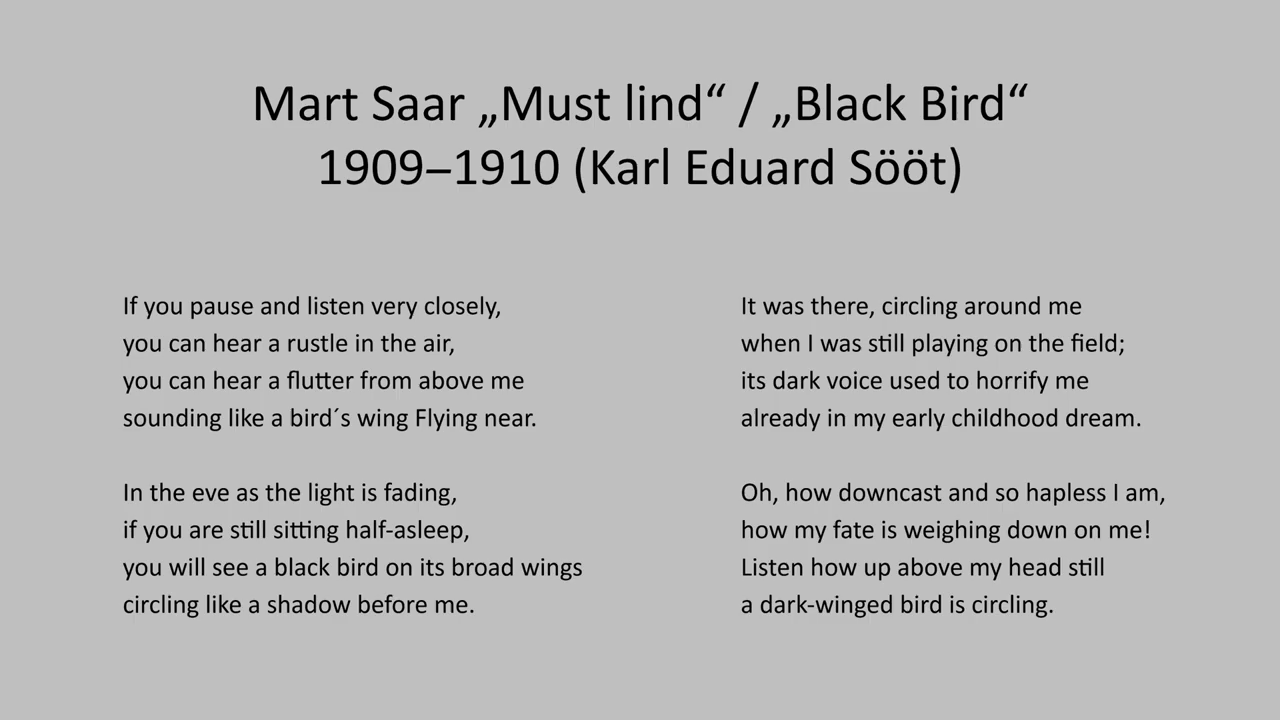 Mart Saar „Must lind“ / „Black Bird“
1909–1910 (Karl Eduard Sööt)
If you pause and listen very closely,
you can hear a rustle in the air,
you can hear a flutter from above me
sounding like a bird´s wing Flying near.
In the eve as the light is fading,
if you are still sitting half-asleep,
you will see a black bird on its broad wings
circling like a shadow before me.
It was there, circling around me
when I was still playing on the field;
its dark voice used to horrify me
already in my early childhood dream.
Oh, how downcast and so hapless I am,
how my fate is weighing down on me!
Listen how up above my head still
a dark-winged bird is circling.